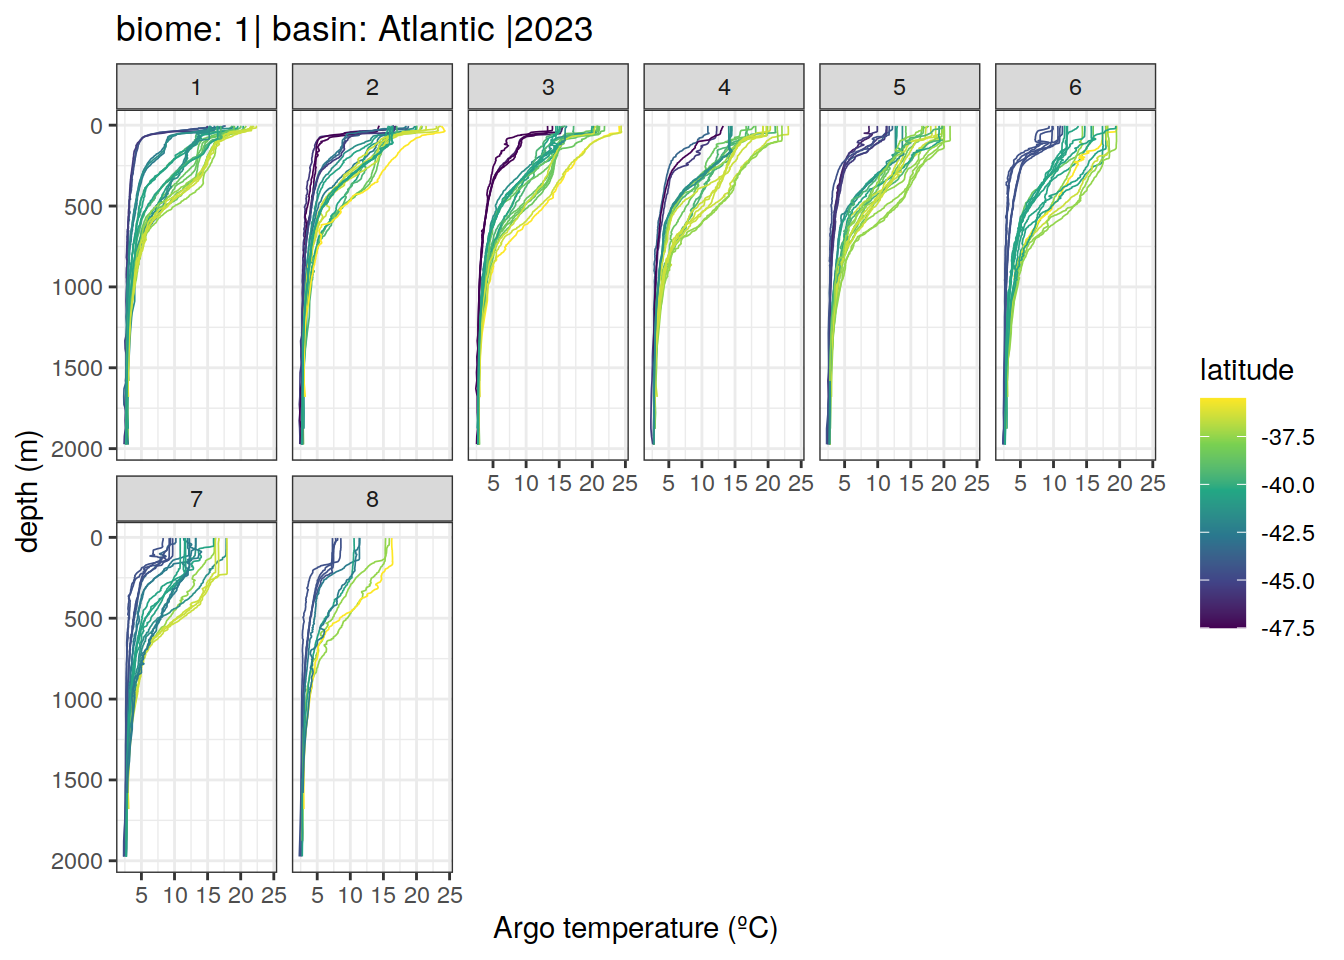 biome: 1| basin: Atlantic |2023
1 2 3 4 5 6
0
500
1000
1500
2000
5 10 15 20 25 5 10 15 20 25 5 10 15 20 25 5 10 15 20 25
7 8
0
500
1000
1500
2000
5 10 15 20 25 5 10 15 20 25
depth (m)
Argo temperature (ºC)
latitude
-37.5
-40.0
-42.5
-45.0
-47.5